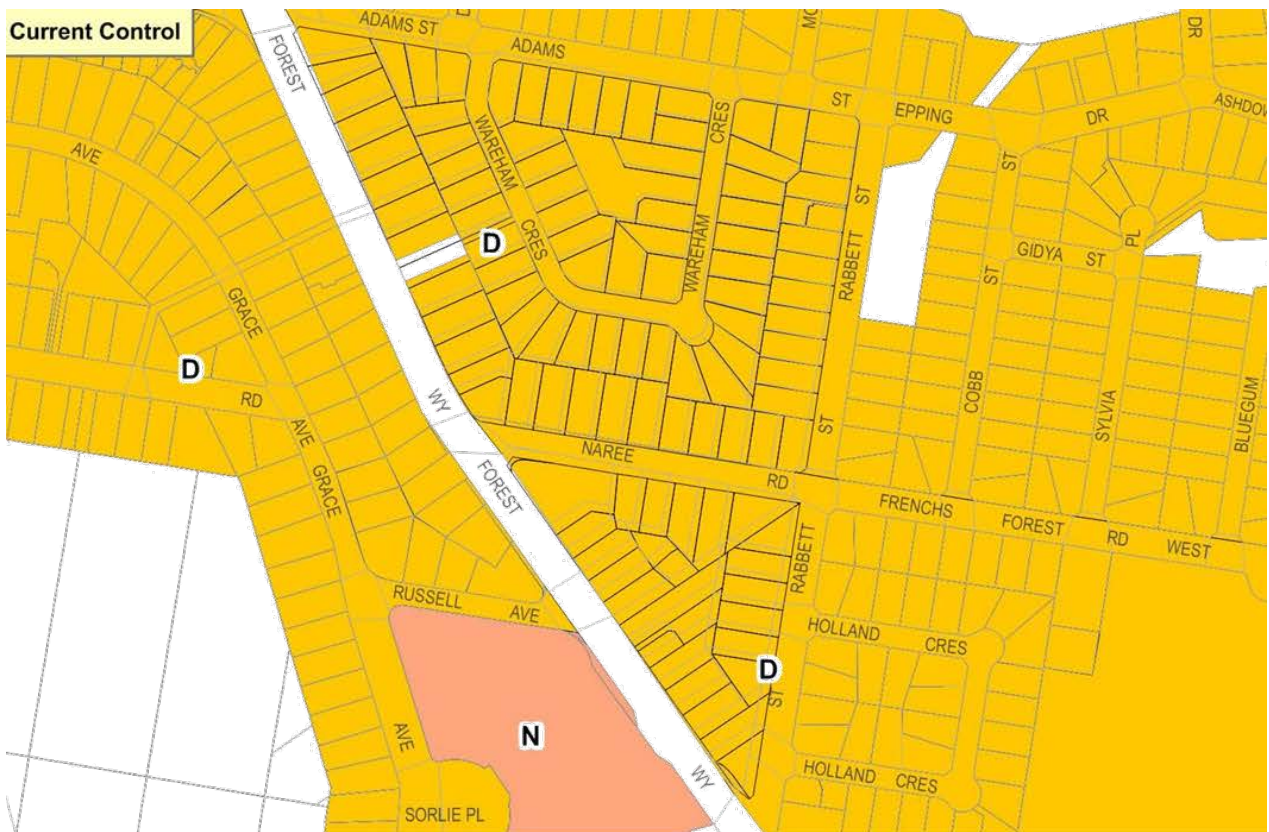 Current Control
ADAMS ST
ADAMS
ST
EPPING
DR
DR
ASHDOW
FOREST
AVE
WAREHAM
CRES
WAREHAM
CRES
RABBETT
ST
ST
ST
ST
GIDYA ST
PL
D
GRACE
D
RD
AVE
GRACE
WY
COBB
SYLVIA
BLUEGUM
NAREE
RD
FOREST
FRENCHS
FOREST
RD
WEST
RUSSELL
AVE
RABBETT
ST
HOLLAND CRES
D
N
AVE
WY
HOLLAND CRES
SORLIE PL